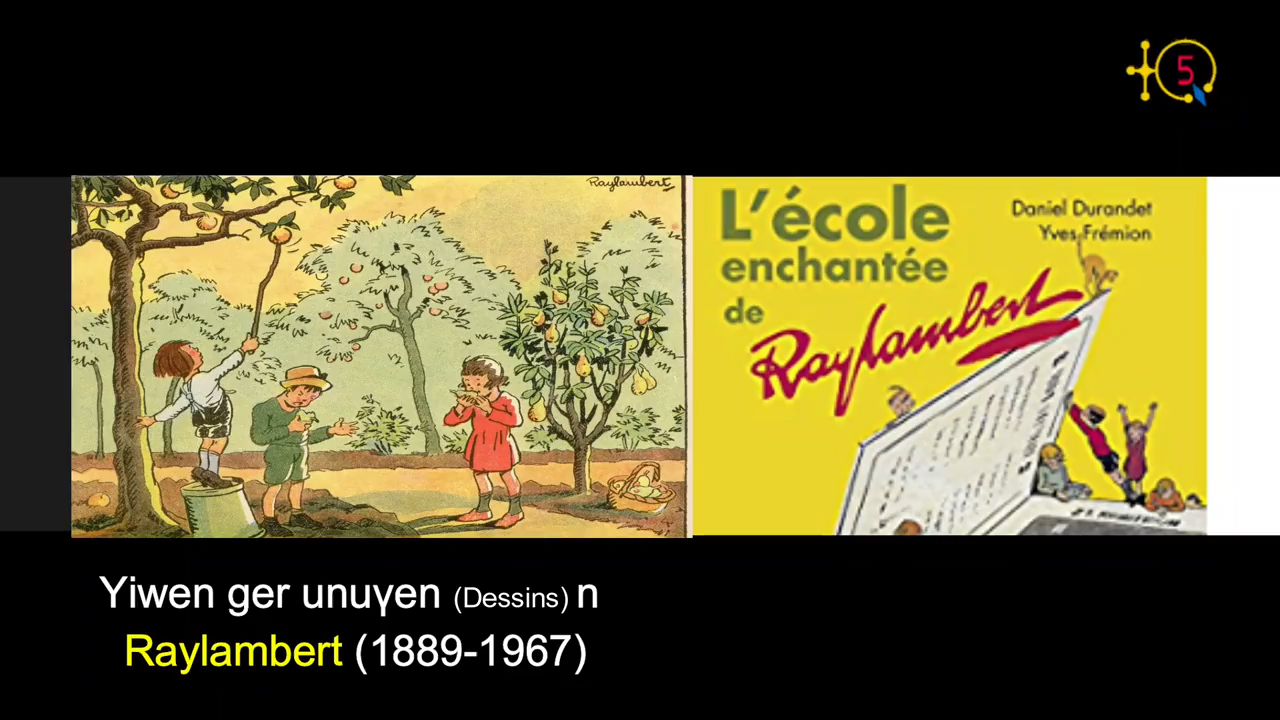 5
Raylambert
L'école
enchantée
de
Raylambert
Daniel Durandet
Yves Frémion
Yiwen ger unuɣen (Dessins) n
Raylambert (1889-1967)